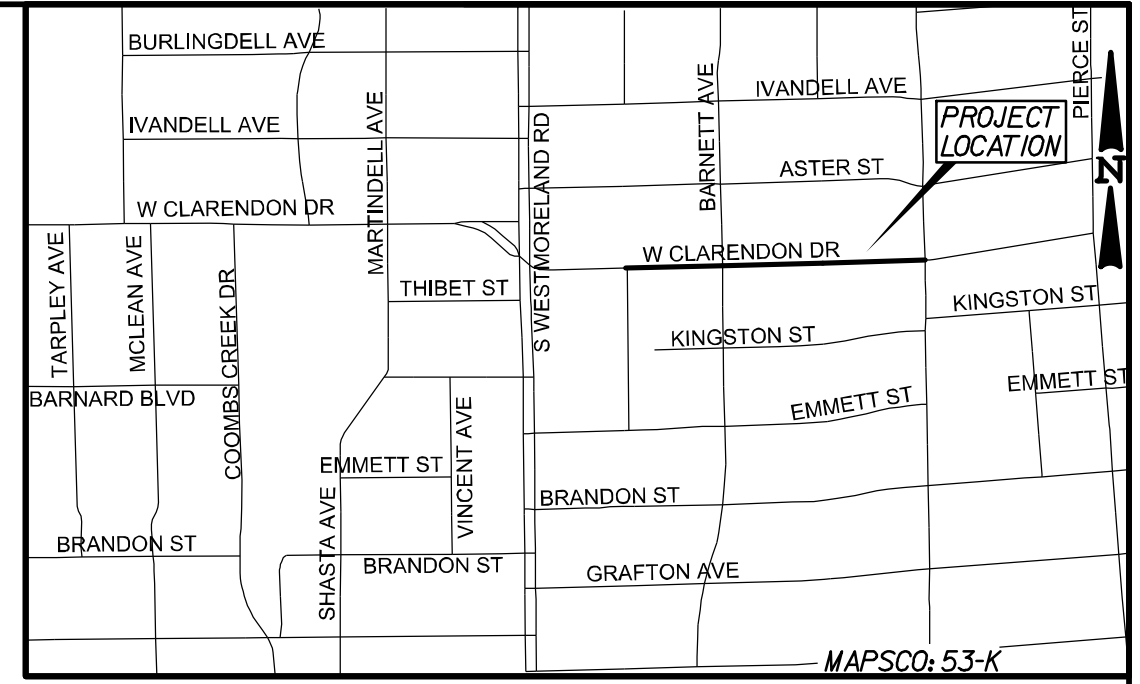 BURLINGDELL AVE
PIERCE ST
IVANDELL AVE
BARNETT AVE
MARTINDELL AVE
IVANDELL AVE
PROJECT
LOCATION
S WESTMORELAND RD
ASTER ST
N
W CLARENDON DR
W CLARENDON DR
TARPLEY AVE
MCLEAN AVE
COOMBS CREEK DR
THIBET ST
KINGSTON ST
KINGSTON ST
BARNARD BLVD
EMMETT ST
EMMETT ST
VINCENT AVE
EMMETT ST
BRANDON ST
SHASTA AVE
BRANDON ST
BRANDON ST
GRAFTON AVE
MAPSCO: 53-K